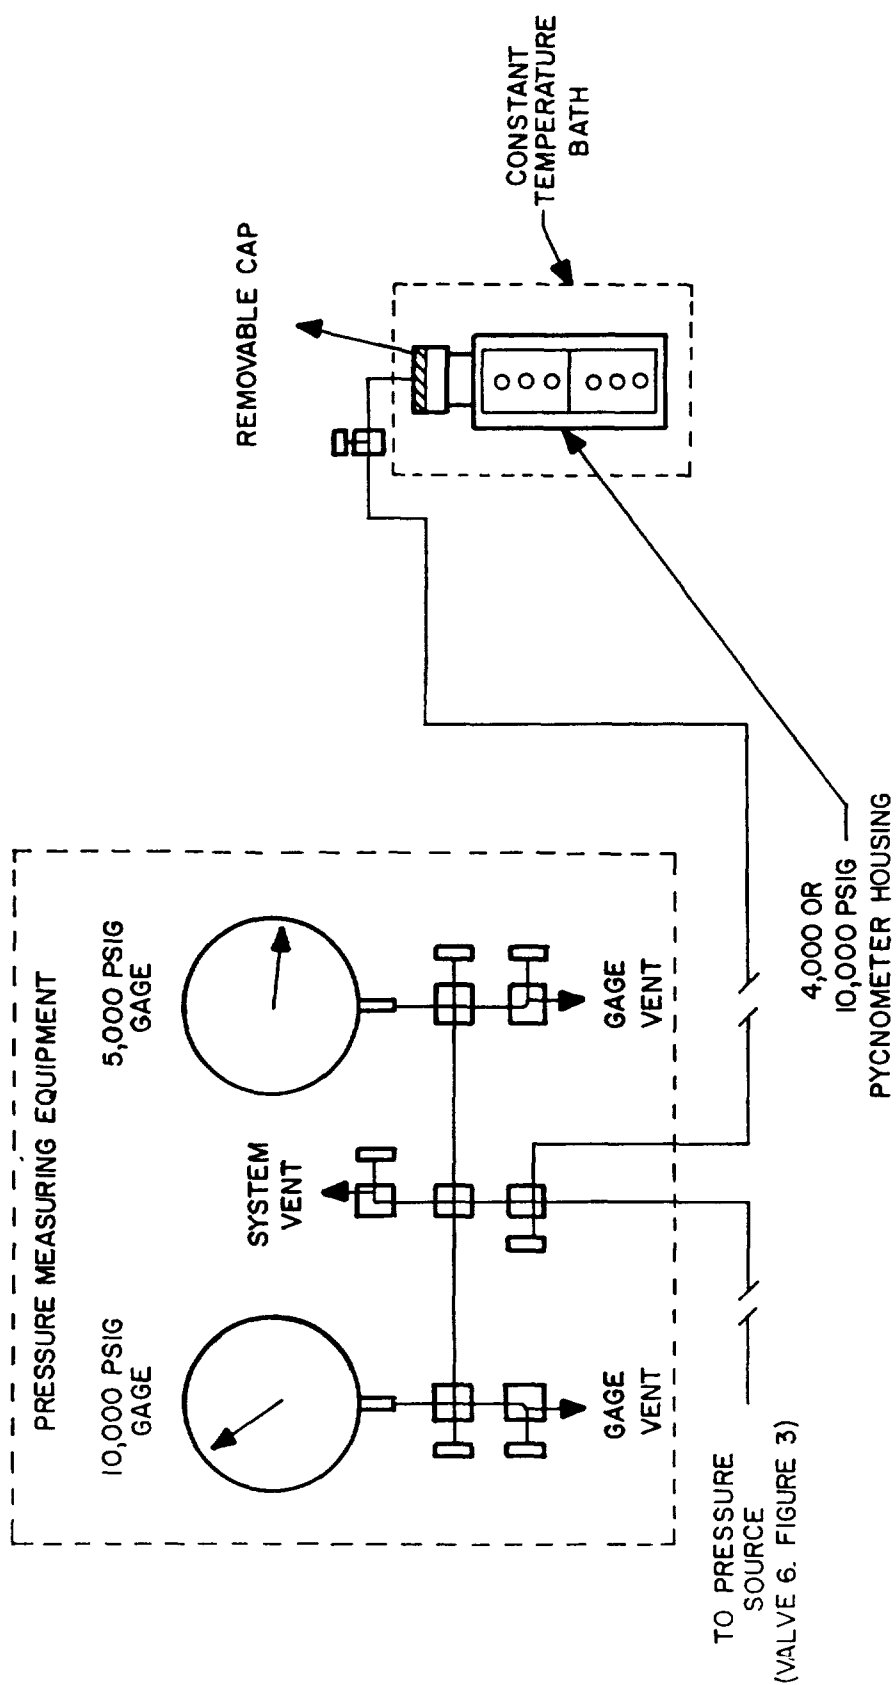 PRESSURE MEASURING EQUIPMENT
10,000 PSIG
GAGE
5,000 PSIG
GAGE
SYSTEM
VENT
GAGE
VENT
GAGE
VENT
TO PRESSURE
SOURCE
(VALVE 6. FIGURE 3)
REMOVABLE CAP
CONSTANT
TEMPERATURE
BATH
4,000 OR
10,000 PSIG
PYCNOMETER HOUSING